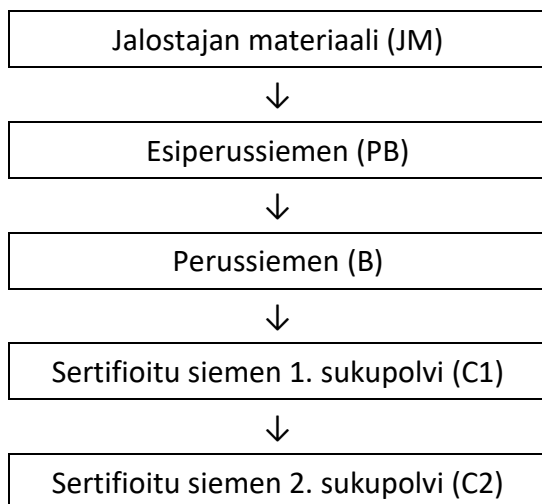 Jalostajan materiaali (JM)
↓
Esiperussiemen (PB)
↓
Perussiemen (B)
↓
Sertifioitu siemen 1. sukupolvi (C1)
↓
Sertifioitu siemen 2. sukupolvi (C2)